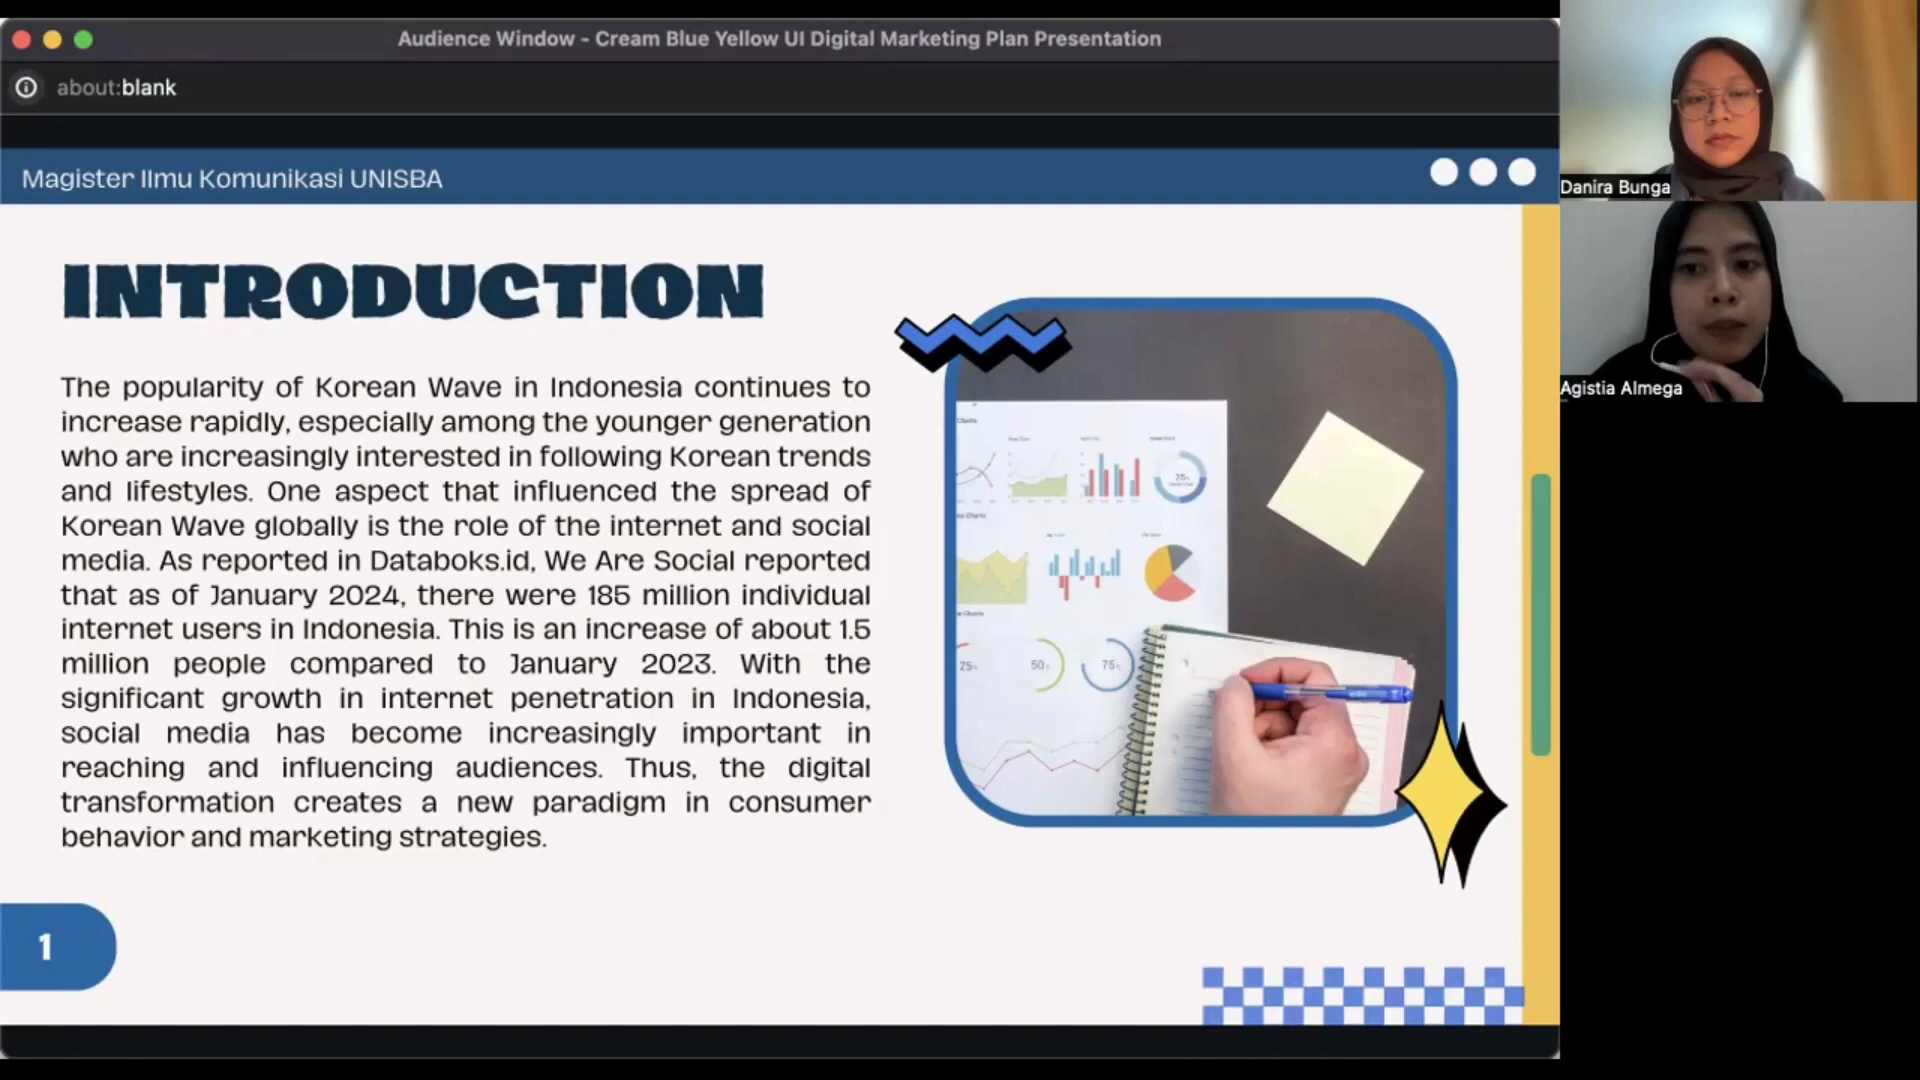 Audience Window - Cream Blue Yellow UI Digital Marketing Plan Presentation
about:blank
Magister Ilmu Komunikasi UNISBA
INTRODUCTION
The popularity of Korean Wave in Indonesia continues to
increase rapidly, especially among the younger generation
who are increasingly interested in following Korean trends
and lifestyles. One aspect that influenced the spread of
Korean Wave globally is the role of the internet and social
media. As reported in Databoks.id, We Are Social reported
that as of January 2024, there were 185 million individual
internet users in Indonesia. This is an increase of about 1.5
million people compared to January 2023. With the
significant growth in internet penetration in Indonesia,
social media has become increasingly important in
reaching and influencing audiences. Thus, the digital
transformation creates a new paradigm in consumer
behavior and marketing strategies.
25%
50%
75%
1
Danira Bunga
Agistia Almega